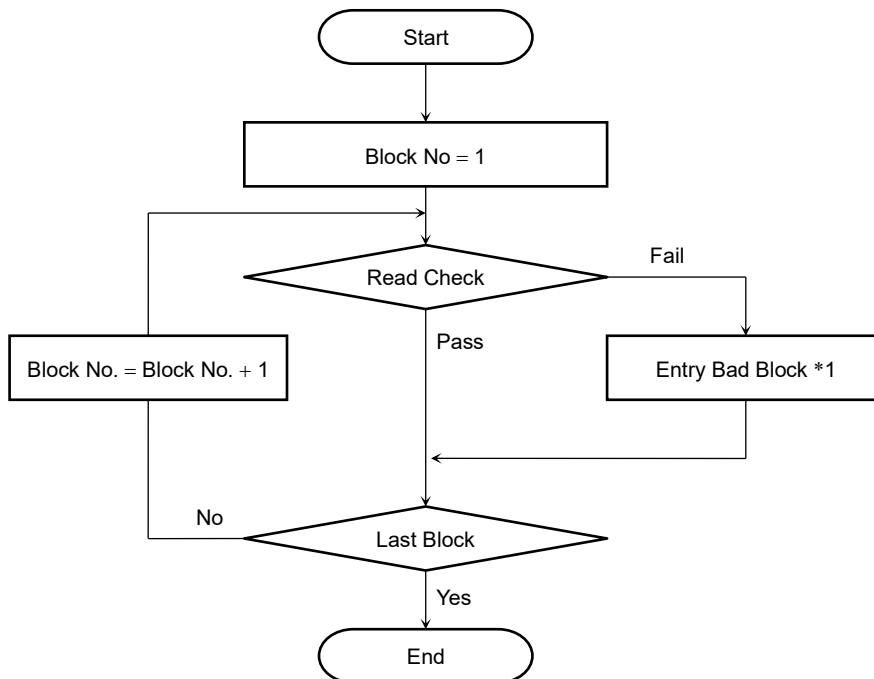 Start
Block No = 1
Read Check
Fail
Pass
Block No. = Block No. + 1
Entry Bad Block *1
No
Last Block
Yes
End